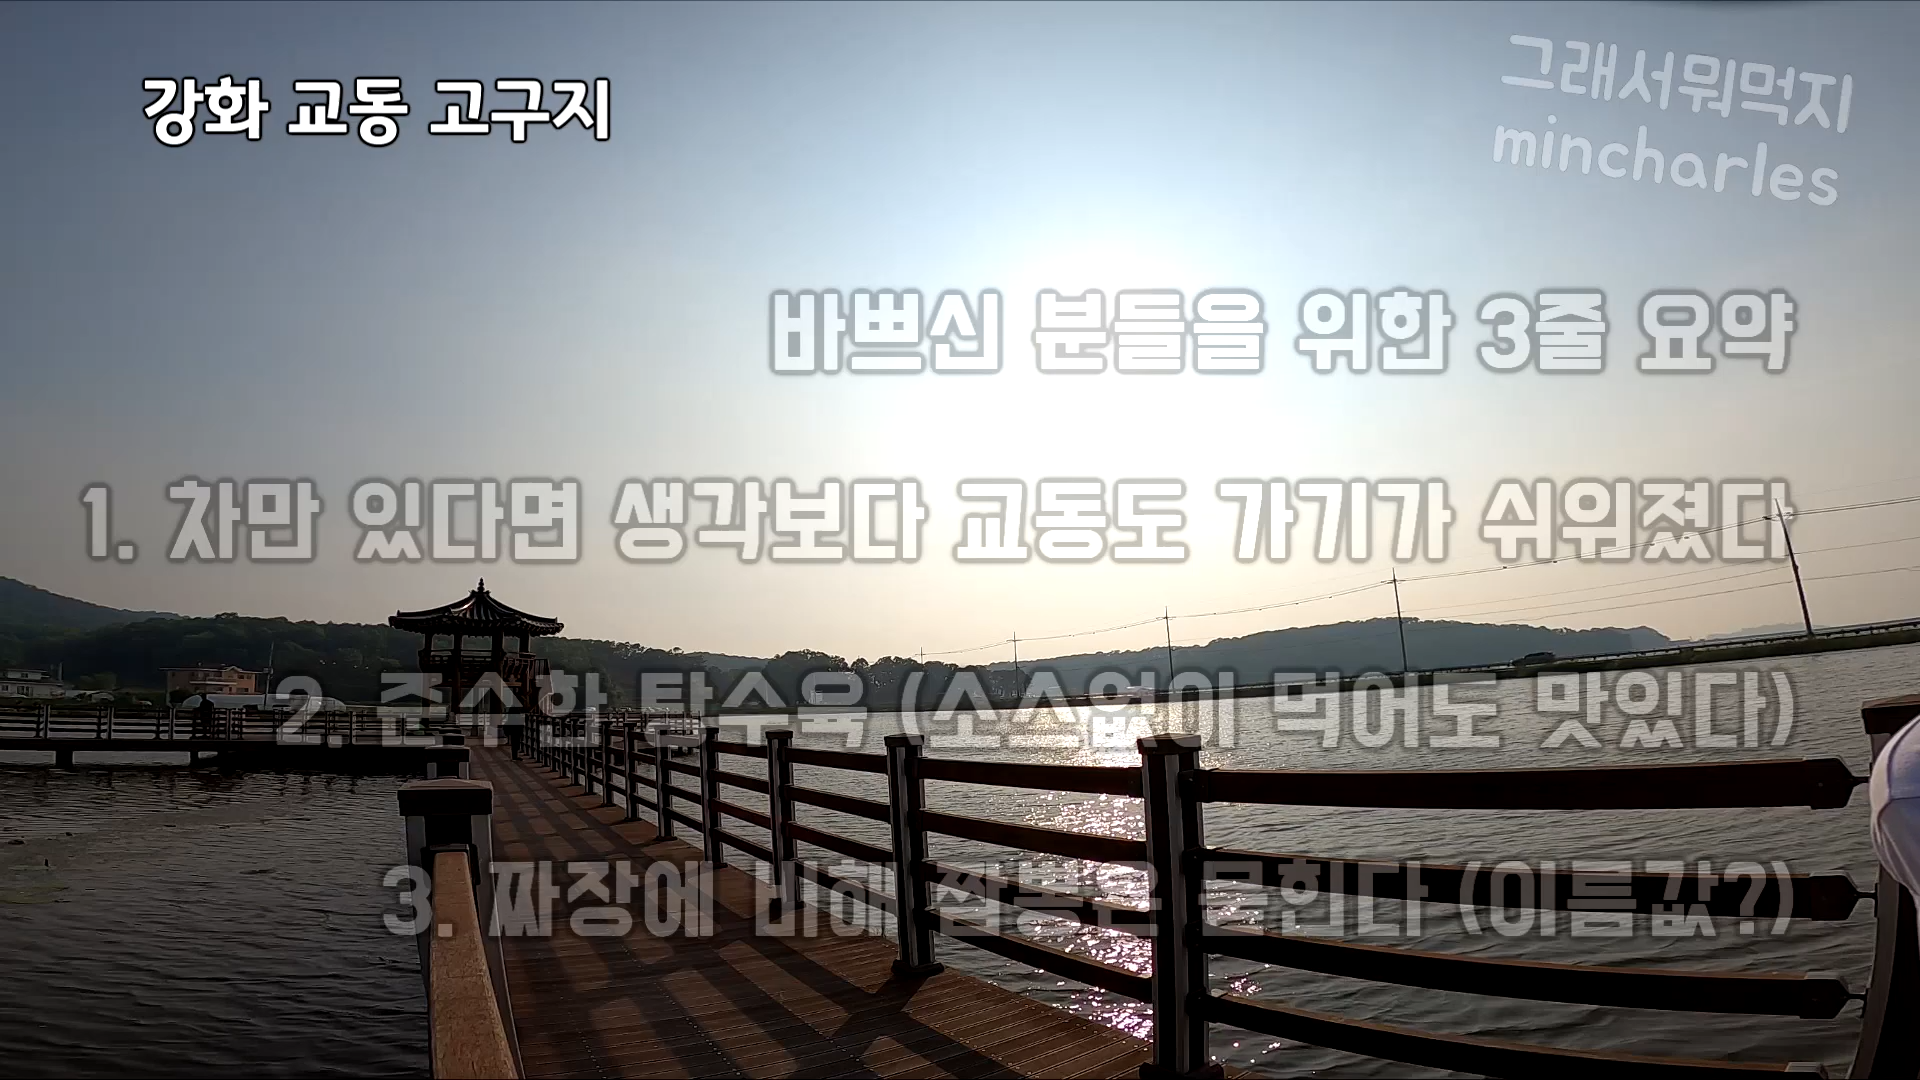 강화 교동 고구지
그래서뭐먹지
mincharles
바쁘신 분들을 위한 3줄 요약
1. 차만 있다면 생각보다 교동도 가기가 쉬워졌다
2. 준수한 탕수육 (소스없이 먹어도 맛있다)
3. 짜장에 비해 짬뽕은 묻힌다 (이름값?)